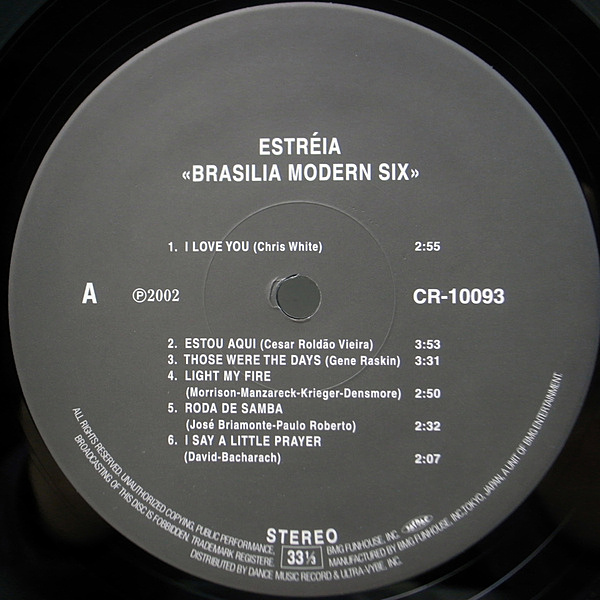 ESTRÉIA
«BRASILIA MODERN SIX»
1. I LOVE YOU (Chris White) 2:55
A ℗2002 CR-10093
2. ESTOU AQUI (Cesar Roldão Vieira) 3:53
3. THOSE WERE THE DAYS (Gene Raskin) 3:31
4. LIGHT MY FIRE
(Morrison-Manzareck-Krieger-Densmore) 2:50
5. RODA DE SAMBA
(José Briamonte-Paulo Roberto) 2:32
6. I SAY A LITTLE PRAYER
(David-Bacharach) 2:07
STEREO
33⅓
ALL RIGHTS RESERVED, UNAUTHORIZED COPYING, PUBLIC PERFORMANCE, BMG FUNHOUSE, INC.
BROADCASTING OF THIS DISC IS FORBIDDEN. TRADEMARK REGISTERE. MANUFACTURED BY BMG FUNHOUSE, INC,TOKYO, JAPAN, A UNIT OF BMG ENTERTAINMENT.
DISTRIBUTED BY DANCE MUSIC RECORD & ULTRA-VYBE, INC.